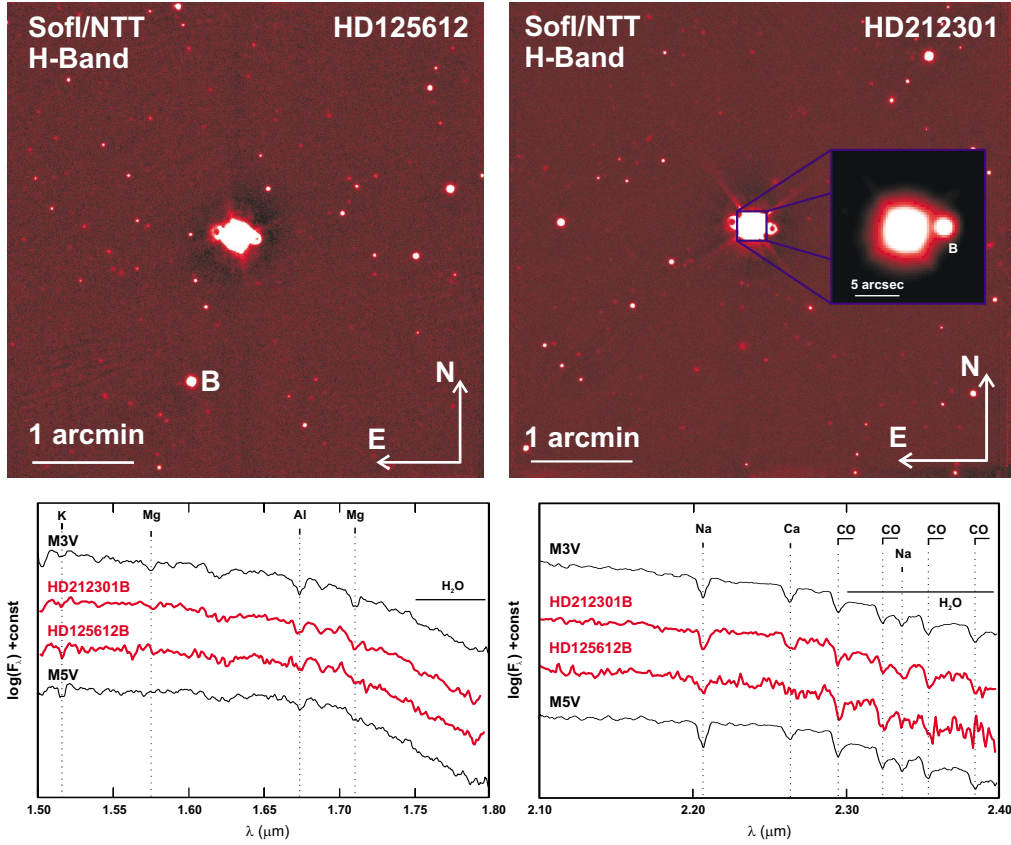 SofI/NTT
H-Band
HD125612
B
N
E
1 arcmin
SofI/NTT
H-Band
HD212301
B
5 arcsec
N
E
1 arcmin
K
Mg
Al
Mg
M3V
HD212301B
HD125612B
M5V
H₂O
log(Fλ) +const
1.50 1.55 1.60 1.65 1.70 1.75 1.80
λ (μm)
Na
Ca
CO
CO
CO
CO
Na
M3V
HD212301B
HD125612B
M5V
H₂O
log(Fλ) +const
2.10 2.20 2.30 2.40
λ (μm)